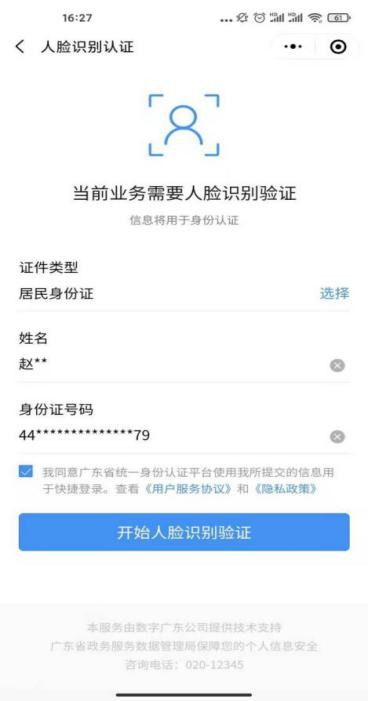 16:27
61
人脸识别认证
当前业务需要人脸识别验证
信息将用于身份认证
证件类型
居民身份证 选择
姓名
赵**
身份证号码
44**************79
我同意广东省统一身份认证平台使用我所提交的信息用
于快捷登录。查看《用户服务协议》和《隐私政策》
开始人脸识别验证
本服务由数字广东公司提供技术支持
广东省政务服务数据管理局保障您的个人信息安全
咨询电话：020-12345